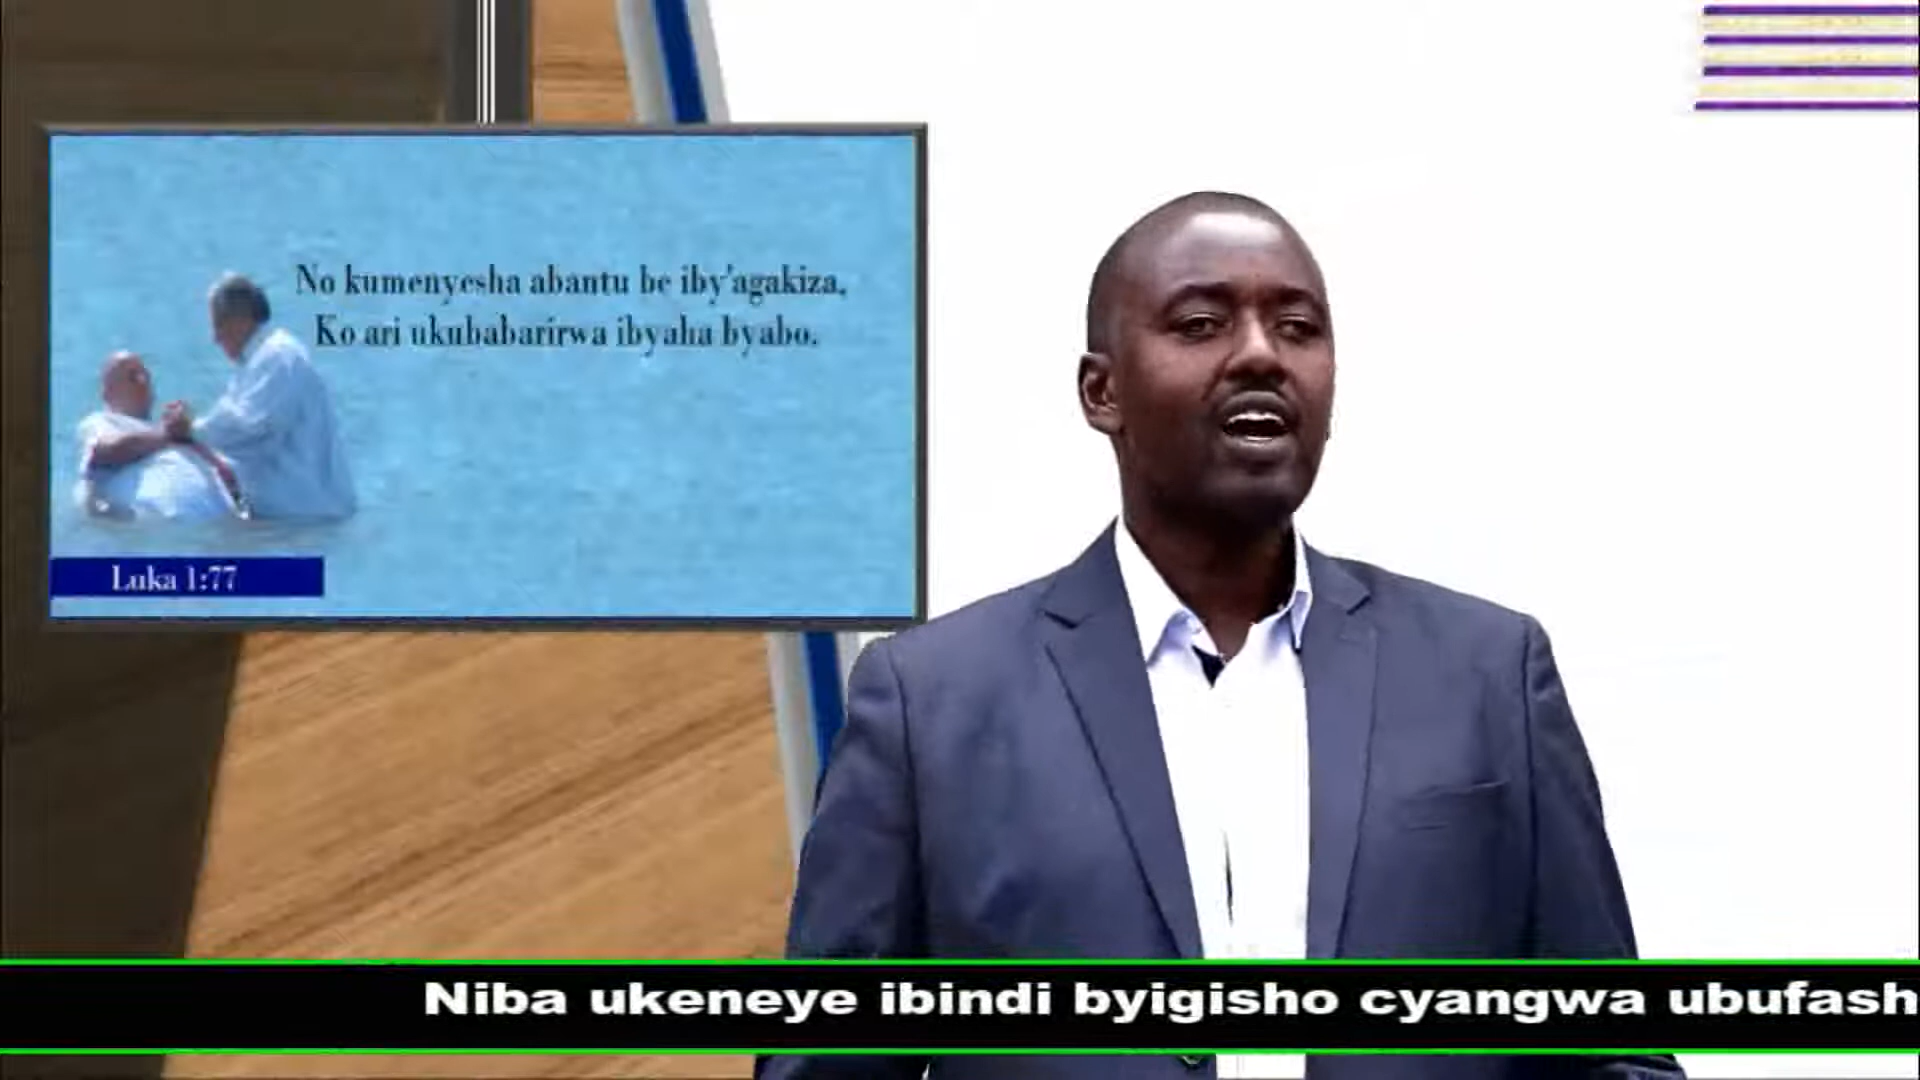 No kumenyesha abantu be iby'agakiza,
Ko ari ukubabarirwa ibyaha byabo.
Luka 1:77
Niba ukeneye ibindi byigisho cyangwa ubufash